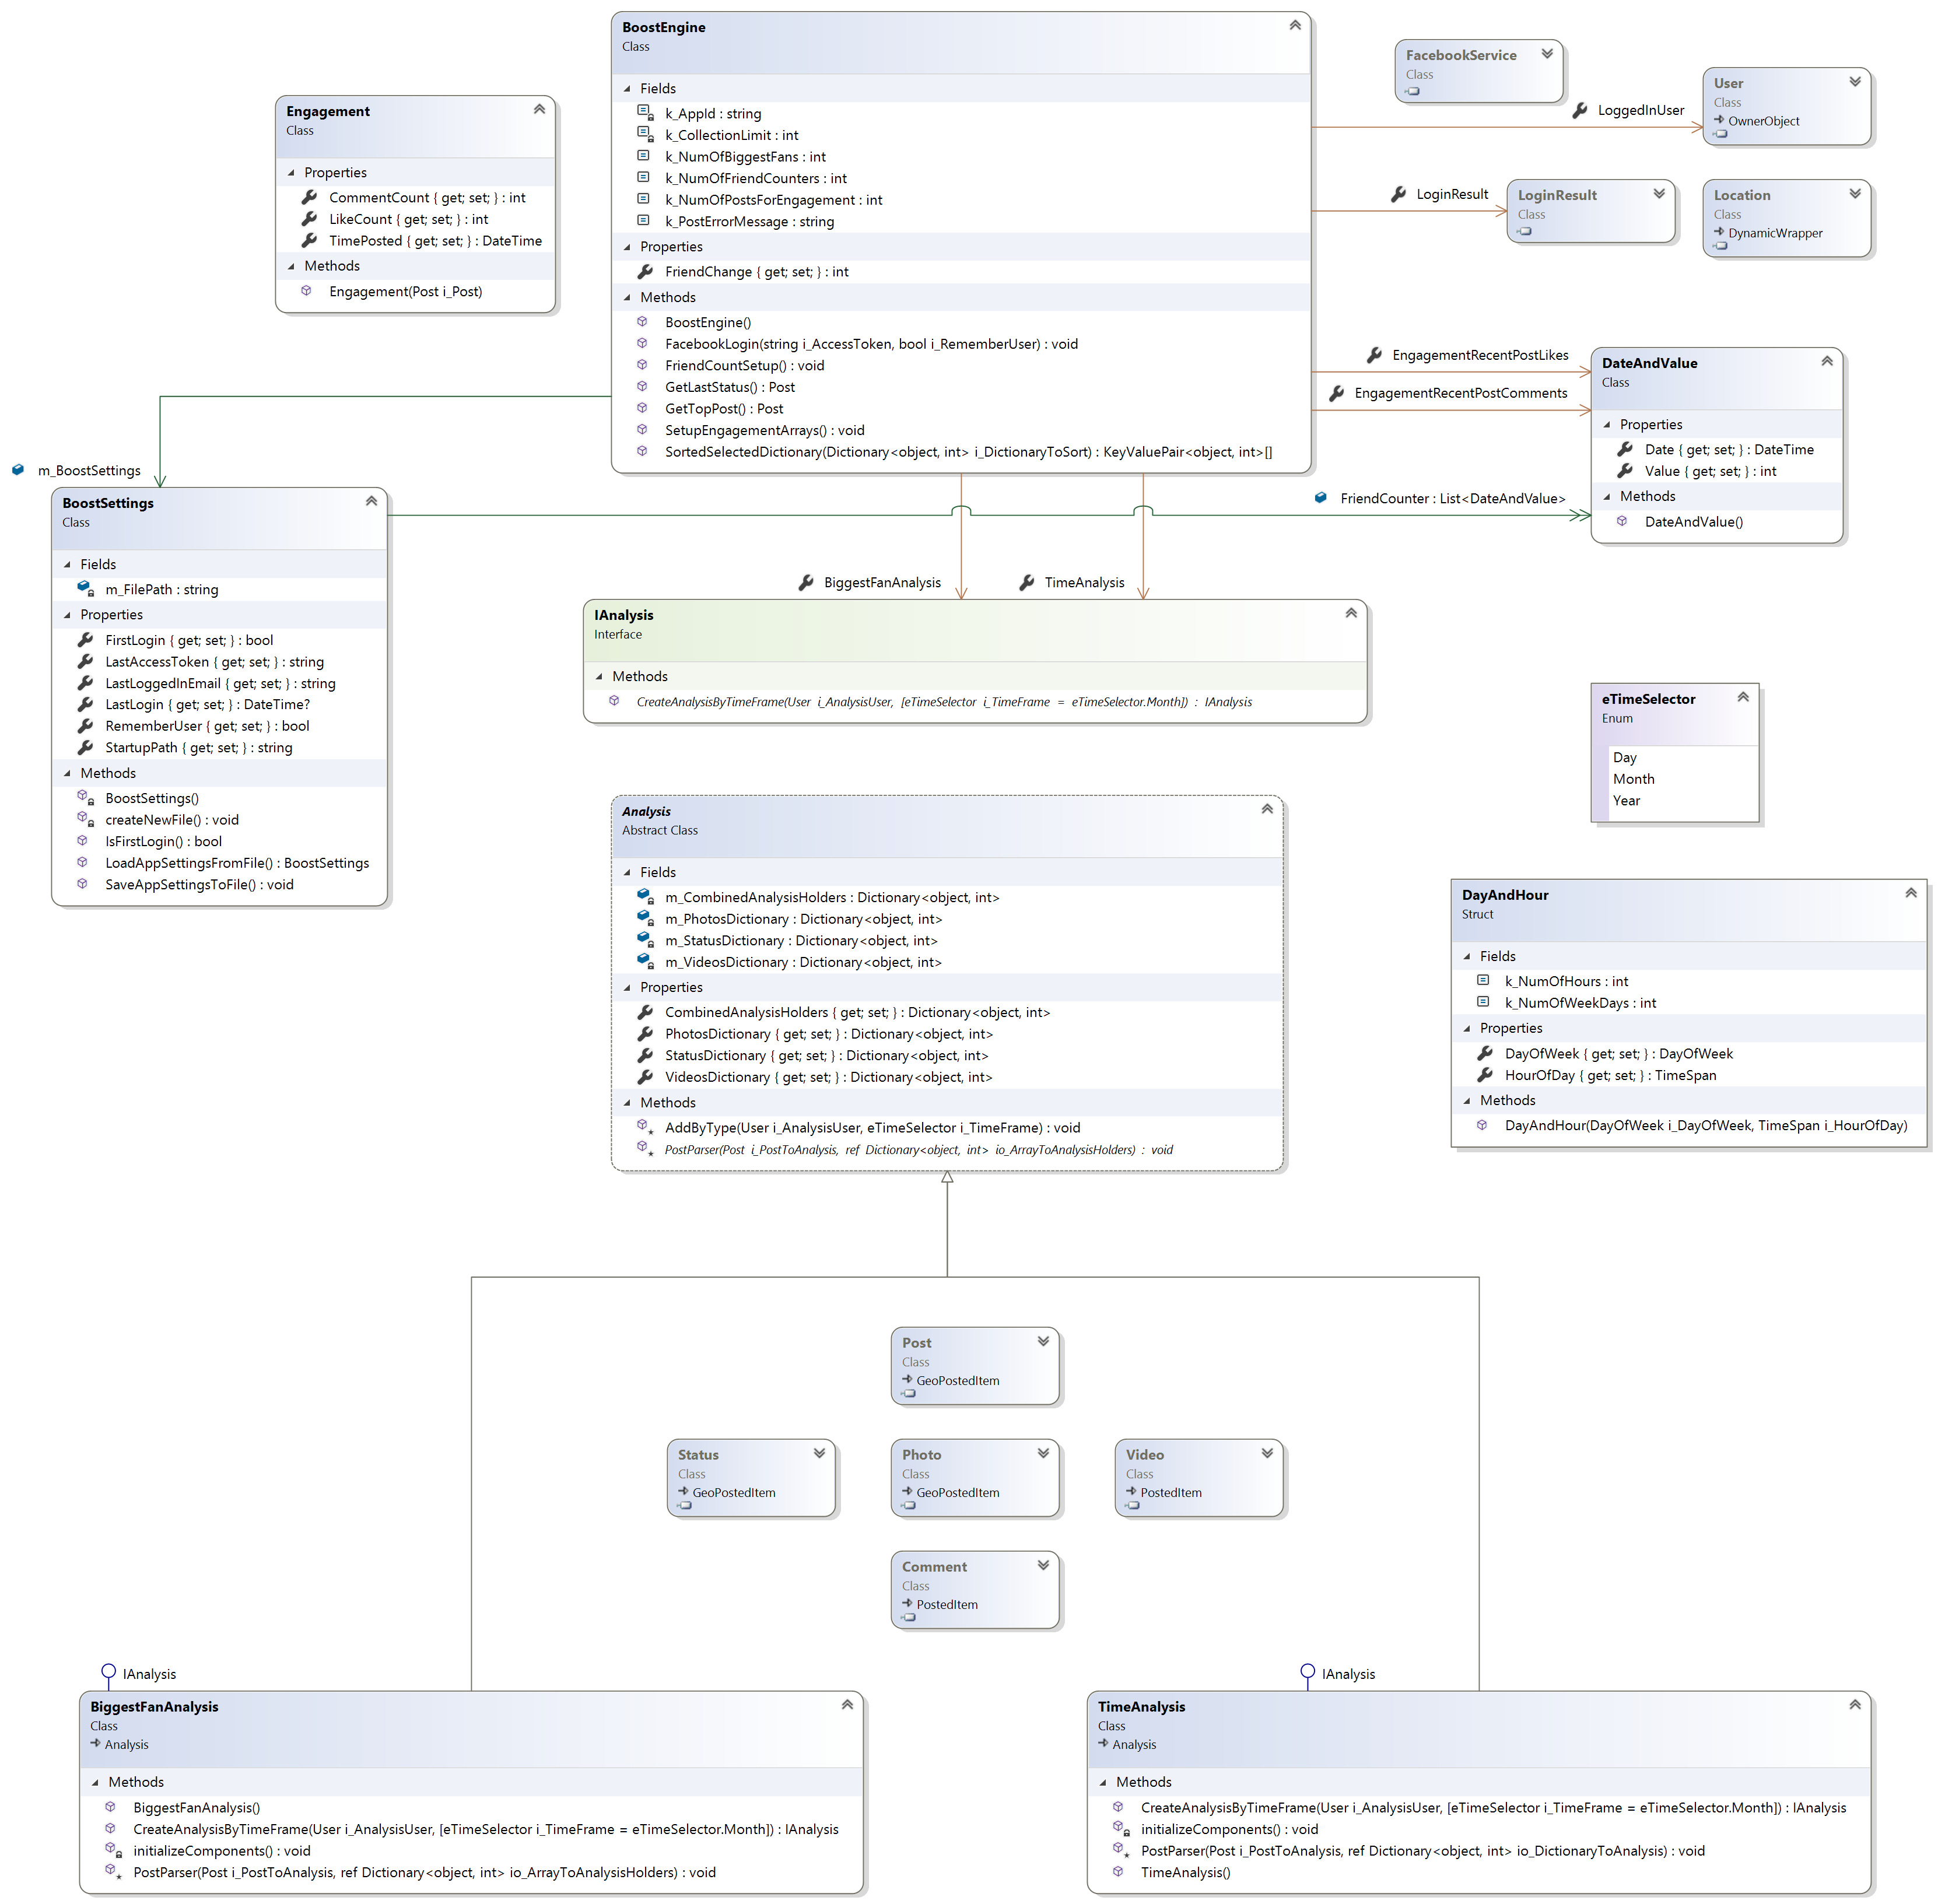 BoostEngine
Class
Fields
k_AppId : string
k_CollectionLimit : int
k_NumOfBiggestFans : int
k_NumOfFriendCounters : int
k_NumOfPostsForEngagement : int
k_PostErrorMessage : string
Properties
FriendChange { get; set; } : int
Methods
BoostEngine()
FacebookLogin(string i_AccessToken, bool i_RememberUser) : void
FriendCountSetup() : void
GetLastStatus() : Post
GetTopPost() : Post
SetupEngagementArrays() : void
SortedSelectedDictionary(Dictionary<object, int> i_DictionaryToSort) : KeyValuePair<object, int>[]
Engagement
Class
Properties
CommentCount { get; set; } : int
LikeCount { get; set; } : int
TimePosted { get; set; } : DateTime
Methods
Engagement(Post i_Post)
FacebookService
Class
LoggedInUser
User
Class
OwnerObject
LoginResult
LoginResult
Class
Location
Class
DynamicWrapper
EngagementRecentPostLikes
EngagementRecentPostComments
DateAndValue
Class
Properties
Date { get; set; } : DateTime
Value { get; set; } : int
Methods
DateAndValue()
m_BoostSettings
FriendCounter : List<DateAndValue>
BoostSettings
Class
Fields
m_FilePath : string
Properties
FirstLogin { get; set; } : bool
LastAccessToken { get; set; } : string
LastLoggedInEmail { get; set; } : string
LastLogin { get; set; } : DateTime?
RememberUser { get; set; } : bool
StartupPath { get; set; } : string
Methods
BoostSettings()
createNewFile() : void
IsFirstLogin() : bool
LoadAppSettingsFromFile() : BoostSettings
SaveAppSettingsToFile() : void
BiggestFanAnalysis
TimeAnalysis
IAnalysis
Interface
Methods
CreateAnalysisByTimeFrame(User i_AnalysisUser, [eTimeSelector i_TimeFrame = eTimeSelector.Month]) : IAnalysis
eTimeSelector
Enum
Day
Month
Year
Analysis
Abstract Class
Fields
m_CombinedAnalysisHolders : Dictionary<object, int>
m_PhotosDictionary : Dictionary<object, int>
m_StatusDictionary : Dictionary<object, int>
m_VideosDictionary : Dictionary<object, int>
Properties
CombinedAnalysisHolders { get; set; } : Dictionary<object, int>
PhotosDictionary { get; set; } : Dictionary<object, int>
StatusDictionary { get; set; } : Dictionary<object, int>
VideosDictionary { get; set; } : Dictionary<object, int>
Methods
AddByType(User i_AnalysisUser, eTimeSelector i_TimeFrame) : void
PostParser(Post i_PostToAnalysis, ref Dictionary<object, int> io_ArrayToAnalysisHolders) : void
DayAndHour
Struct
Fields
k_NumOfHours : int
k_NumOfWeekDays : int
Properties
DayOfWeek { get; set; } : DayOfWeek
HourOfDay { get; set; } : TimeSpan
Methods
DayAndHour(DayOfWeek i_DayOfWeek, TimeSpan i_HourOfDay)
Post
Class
GeoPostedItem
Status
Class
GeoPostedItem
Photo
Class
GeoPostedItem
Video
Class
PostedItem
Comment
Class
PostedItem
IAnalysis
BiggestFanAnalysis
Class
Analysis
Methods
BiggestFanAnalysis()
CreateAnalysisByTimeFrame(User i_AnalysisUser, [eTimeSelector i_TimeFrame = eTimeSelector.Month]) : IAnalysis
initializeComponents() : void
PostParser(Post i_PostToAnalysis, ref Dictionary<object, int> io_ArrayToAnalysisHolders) : void
IAnalysis
TimeAnalysis
Class
Analysis
Methods
CreateAnalysisByTimeFrame(User i_AnalysisUser, [eTimeSelector i_TimeFrame = eTimeSelector.Month]) : IAnalysis
initializeComponents() : void
PostParser(Post i_PostToAnalysis, ref Dictionary<object, int> io_DictionaryToAnalysis) : void
TimeAnalysis()